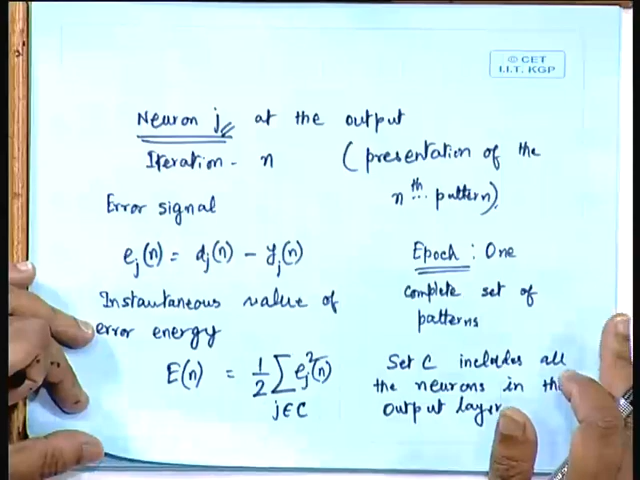 © CET
I.I.T. KGP
Neuron j at the output
Iteration - n (presentation of the
nth pattern).
Error signal
ej(n) = dj(n) - yj(n)
Epoch : One
complete set of
patterns
Instantaneous value of
error energy
E(n) = 1/2 ∑ ej²(n)
j∈C
Set C includes all
the neurons in the
output layer